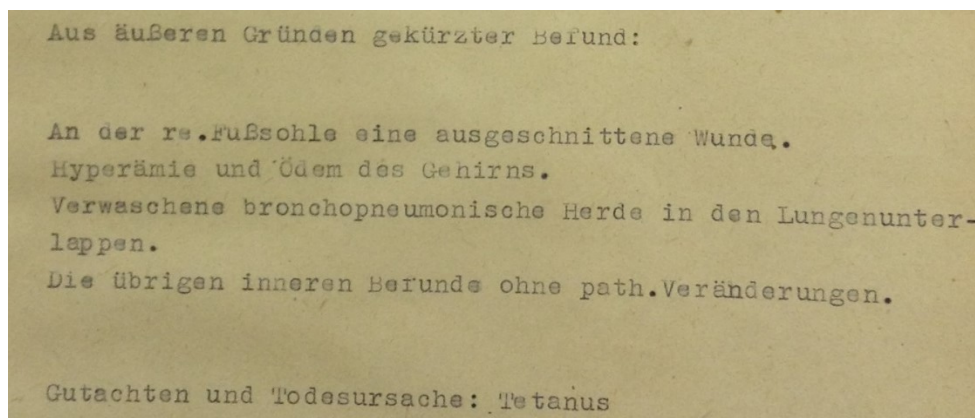 Aus äußeren Gründen gekürzter Befund:
An der re.Fußsohle eine ausgeschnittene Wunde.
Hyperämie und Ödem des Gehirns.
Verwaschene bronchopneumonische Herde in den Lungenunter-
lappen.
Die übrigen inneren Befunde ohne path.Veränderungen.
Gutachten und Todesursache: Tetanus